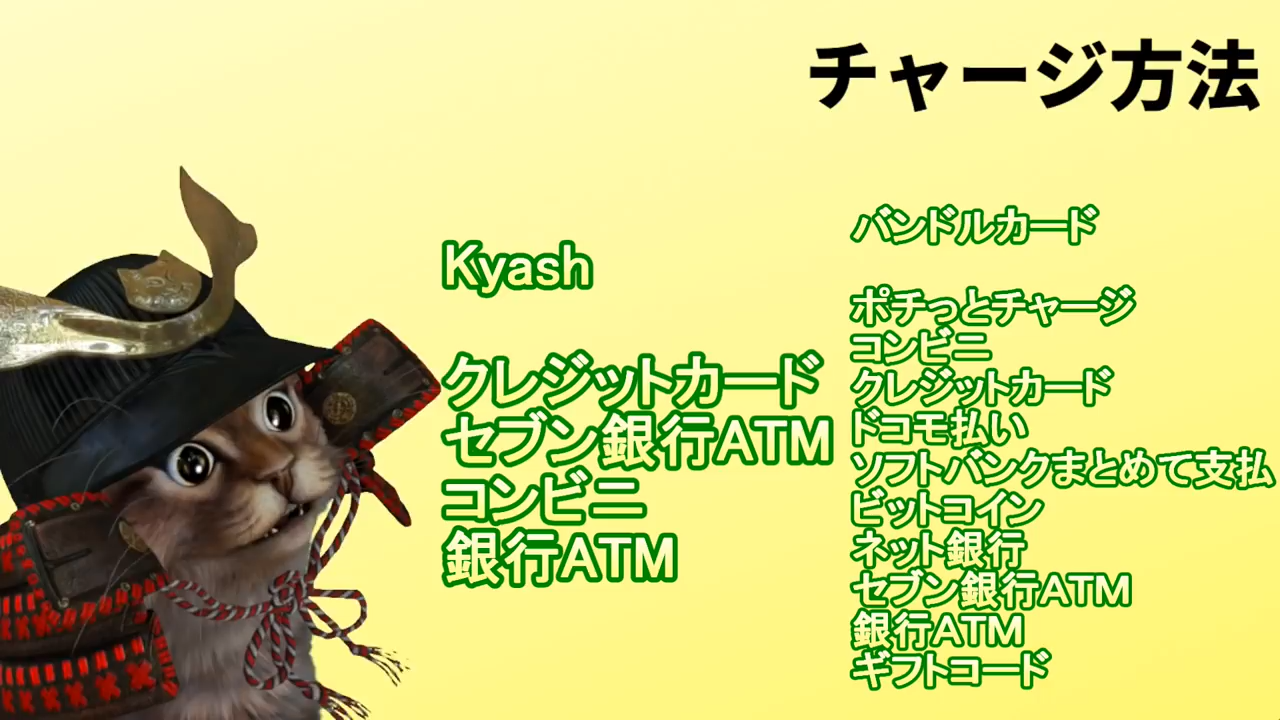 チャージ方法
Kyash
クレジットカード
セブン銀行ATM
コンビニ
銀行ATM
バンドルカード
ポチっとチャージ
コンビニ
クレジットカード
ドコモ払い
ソフトバンクまとめて支払
ビットコイン
ネット銀行
セブン銀行ATM
銀行ATM
ギフトコード